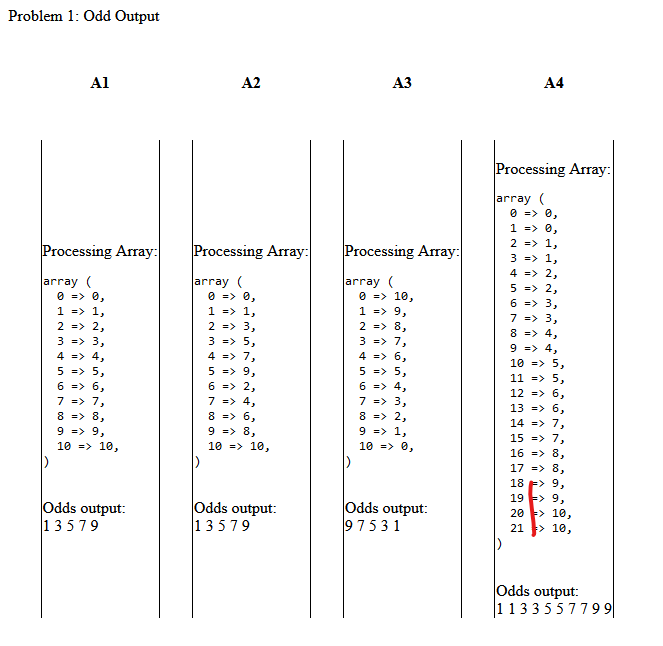 Problem 1: Odd Output
A1
A2
A3
A4
Processing Array:
array (
0 => 0,
1 => 1,
2 => 2,
3 => 3,
4 => 4,
5 => 5,
6 => 6,
7 => 7,
8 => 8,
9 => 9,
10 => 10,
)
Odds output:
1 3 5 7 9
Processing Array:
array (
0 => 0,
1 => 1,
2 => 3,
3 => 5,
4 => 7,
5 => 9,
6 => 2,
7 => 4,
8 => 6,
9 => 8,
10 => 10,
)
Odds output:
1 3 5 7 9
Processing Array:
array (
0 => 10,
1 => 9,
2 => 8,
3 => 7,
4 => 6,
5 => 5,
6 => 4,
7 => 3,
8 => 2,
9 => 1,
10 => 0,
)
Odds output:
9 7 5 3 1
Processing Array:
array (
0 => 0,
1 => 0,
2 => 1,
3 => 1,
4 => 2,
5 => 2,
6 => 3,
7 => 3,
8 => 4,
9 => 4,
10 => 5,
11 => 5,
12 => 6,
13 => 6,
14 => 7,
15 => 7,
16 => 8,
17 => 8,
18 => 9,
19 => 9,
20 => 10,
21 => 10,
)
Odds output:
1 1 3 3 5 5 7 7 9 9